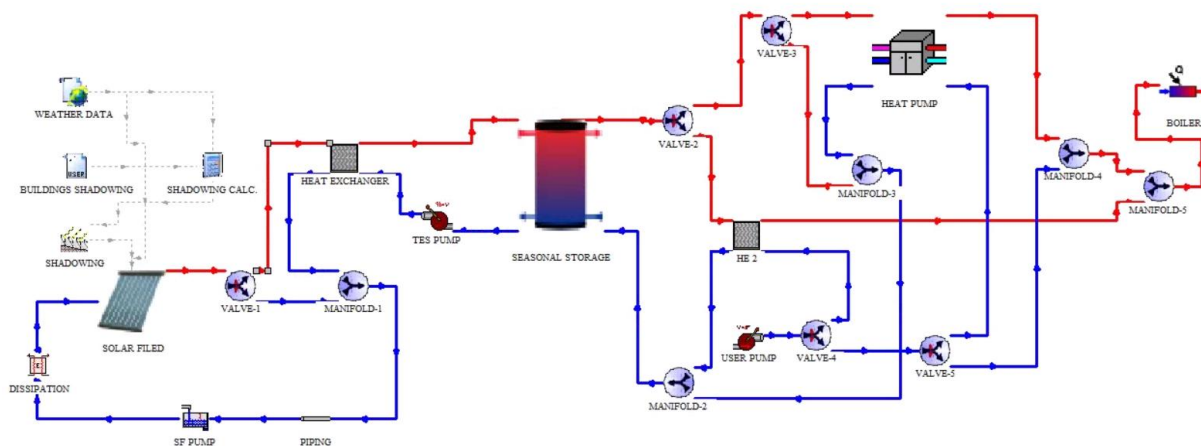 VALVE-3
HEAT PUMP
Q
BOILER
WEATHER DATA
VALVE-2
USER
BUILDINGS SHADOWING
SHADOWING CALC.
HEAT EXCHANGER
MANIFOLD-3
MANIFOLD-4
MANIFOLD-5
TES PUMP
SEASONAL STORAGE
HE 2
SHADOWING
VALVE-1
MANIFOLD-1
SOLAR FILED
USER PUMP
VALVE-4
VALVE-5
DISSIPATION
MANIFOLD-2
SF PUMP
PIPING